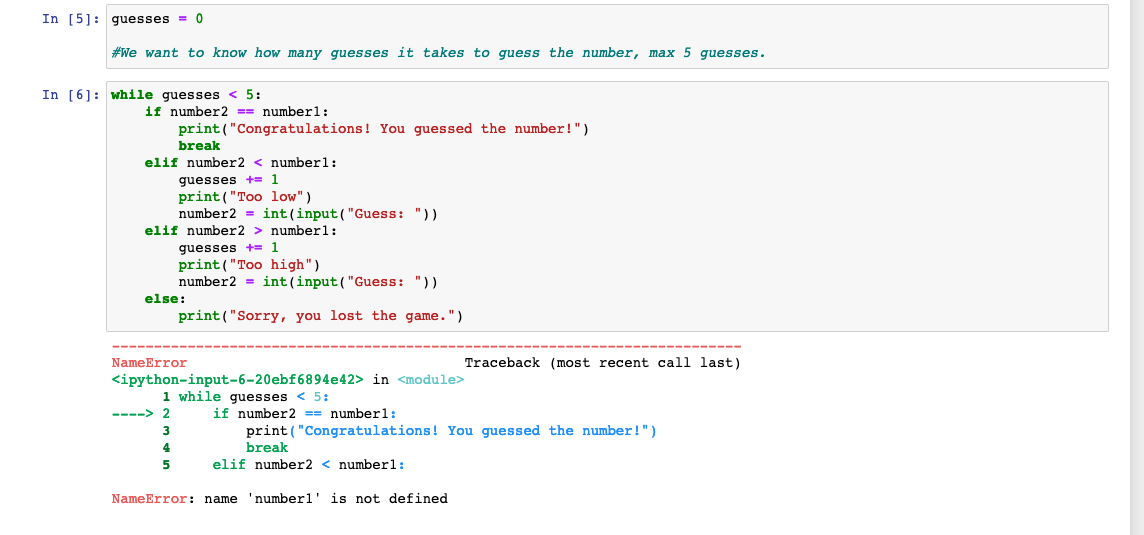 In [5]: guesses = 0
#We want to know how many guesses it takes to guess the number, max 5 guesses.
In [6]: while guesses < 5:
    if number2 == number1:
        print("Congratulations! You guessed the number!")
        break
    elif number2 < number1:
        guesses += 1
        print("Too low")
        number2 = int(input("Guess: "))
    elif number2 > number1:
        guesses += 1
        print("Too high")
        number2 = int(input("Guess: "))
    else:
        print("Sorry, you lost the game.")
---------------------------------------------------------------------------
NameError                                 Traceback (most recent call last)
<ipython-input-6-20ebf6894e42> in <module>
      1 while guesses < 5:
----> 2     if number2 == number1:
      3         print("Congratulations! You guessed the number!")
      4         break
      5     elif number2 < number1:
NameError: name 'number1' is not defined